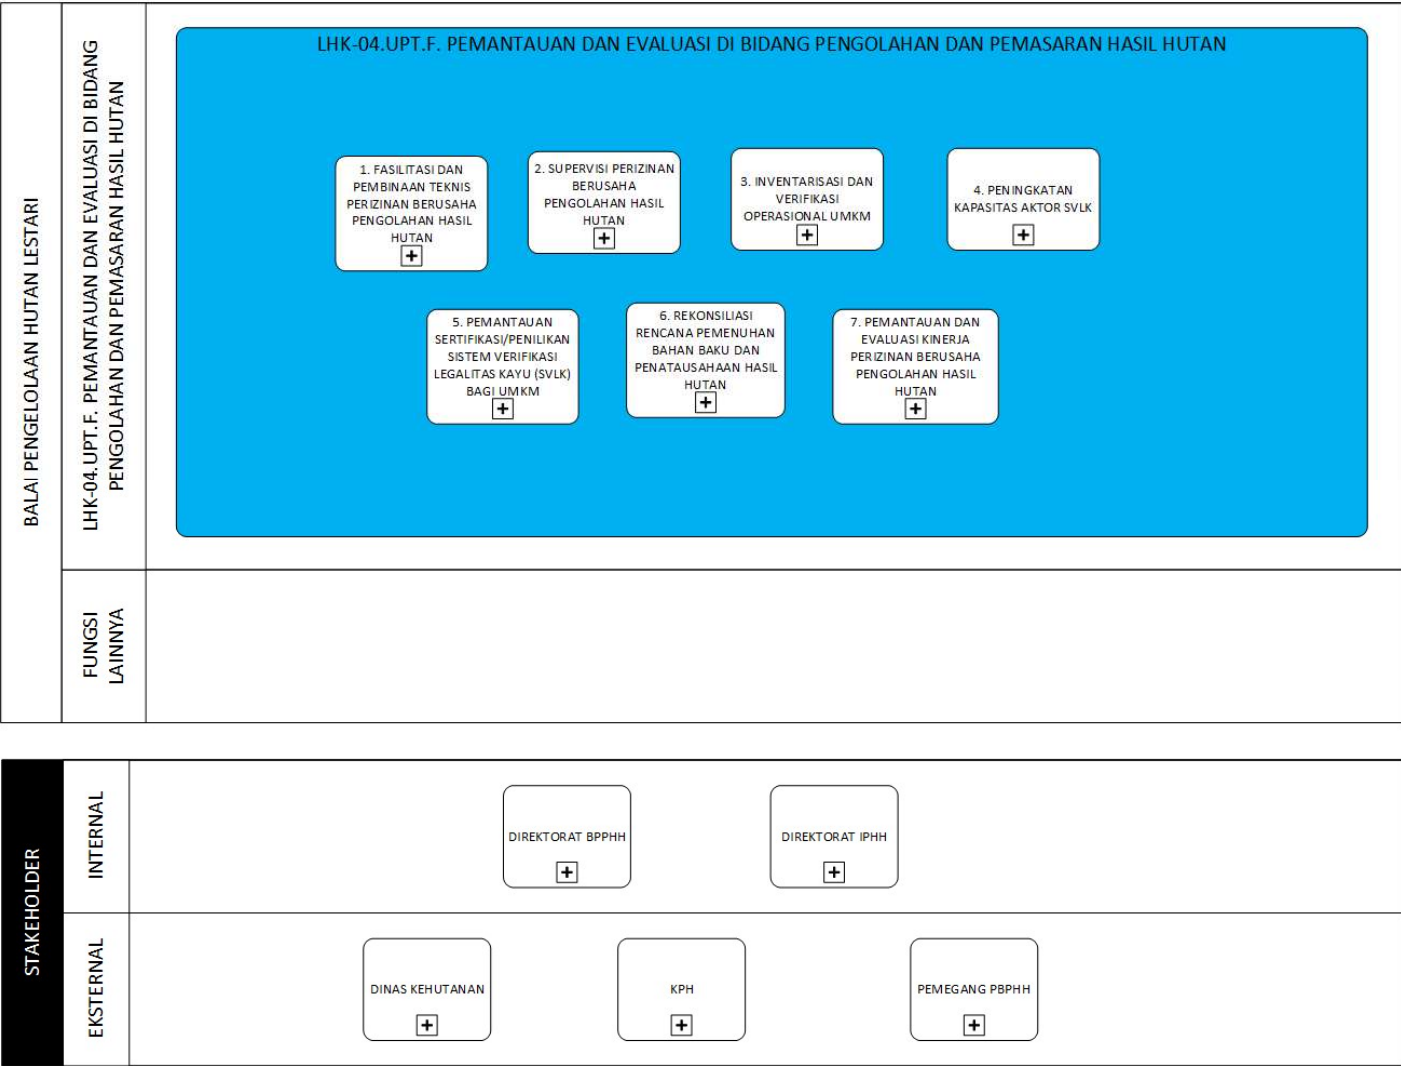 BALAI PENGELOLAAN HUTAN LESTARI
LHK-04.UPT.F. PEMANTAUAN DAN EVALUASI DI BIDANG
PENGOLAHAN DAN PEMASARAN HASIL HUTAN
LHK-04.UPT.F. PEMANTAUAN DAN EVALUASI DI BIDANG PENGOLAHAN DAN PEMASARAN HASIL HUTAN
1. FASILITASI DAN
PEMBINAAN TEKNIS
PERIZINAN BERUSAHA
PENGOLAHAN HASIL
HUTAN
2. SUPERVISI PERIZINAN
BERUSAHA
PENGOLAHAN HASIL
HUTAN
3. INVENTARISASI DAN
VERIFIKASI
OPERASIONAL UMKM
4. PENINGKATAN
KAPASITAS AKTOR SVLK
5. PEMANTAUAN
SERTIFIKASI/PENILIKAN
SISTEM VERIFIKASI
LEGALITAS KAYU (SVLK)
BAGI UMKM
6. REKONSILIASI
RENCANA PEMENUHAN
BAHAN BAKU DAN
PENATAUSAHAAN HASIL
HUTAN
7. PEMANTAUAN DAN
EVALUASI KINERJA
PERIZINAN BERUSAHA
PENGOLAHAN HASIL
HUTAN
FUNGSI
LAINNYA
STAKEHOLDER
INTERNAL
DIREKTORAT BPPHH
DIREKTORAT IPHH
EKSTERNAL
DINAS KEHUTANAN
KPH
PEMEGANG PBPHH